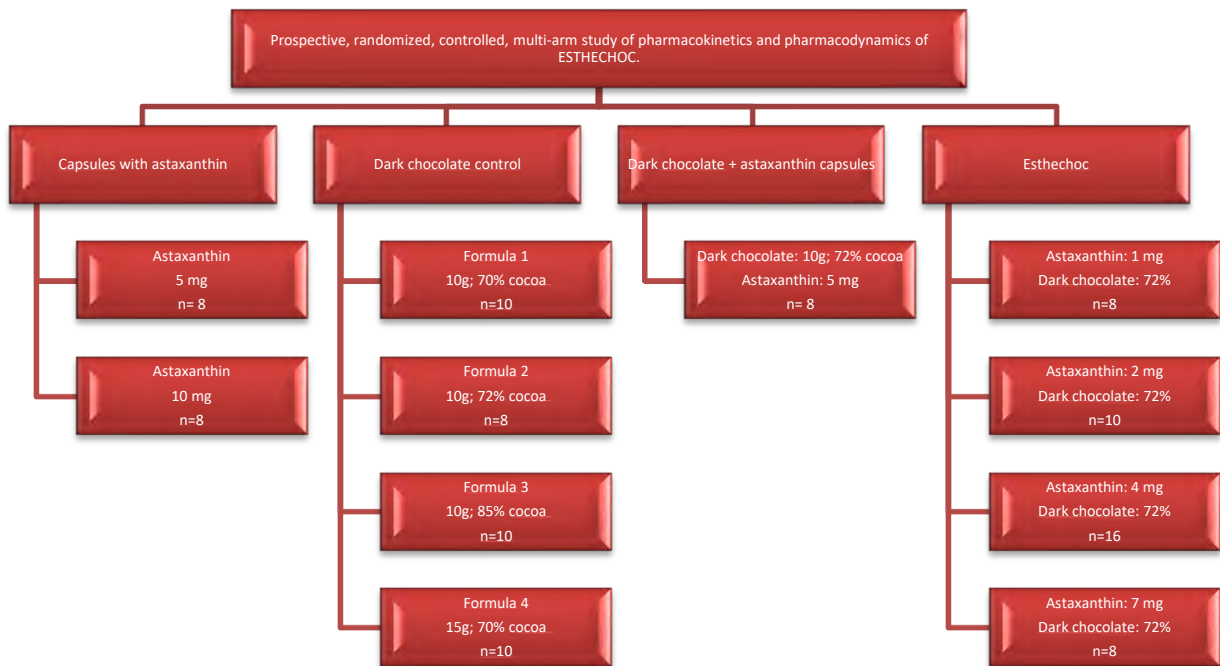 Prospective, randomized, controlled, multi-arm study of pharmacokinetics and pharmacodynamics of
ESTHECHOC.
Capsules with astaxanthin
Astaxanthin
5 mg
n= 8
Astaxanthin
10 mg
n=8
Dark chocolate control
Formula 1
10g; 70% cocoa
n=10
Formula 2
10g; 72% cocoa
n=8
Formula 3
10g; 85% cocoa
n=10
Formula 4
15g; 70% cocoa
n=10
Dark chocolate + astaxanthin capsules
Dark chocolate: 10g; 72% cocoa
Astaxanthin: 5 mg
n= 8
Esthechoc
Astaxanthin: 1 mg
Dark chocolate: 72%
n=8
Astaxanthin: 2 mg
Dark chocolate: 72%
n=10
Astaxanthin: 4 mg
Dark chocolate: 72%
n=16
Astaxanthin: 7 mg
Dark chocolate: 72%
n=8